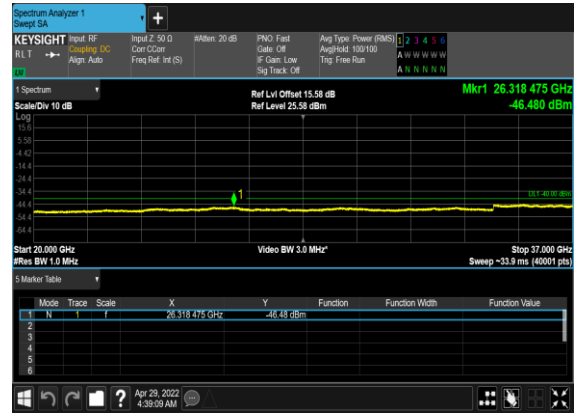 Spectrum Analyzer 1
Swept SA
+
KEYSIGHT Input: RF Input Z: 50 Ω #Atten: 20 dB PNO: Fast Avg Type: Power (RMS) 1 2 3 4 5 6
RLT Coupling: DC Corr CCorr Gate: Off Avg|Hold: 100/100 A W W W W W
Align: Auto Freq Ref: Int (S) IF Gain: Low Trig: Free Run
Sig Track: Off A N N N N N
1 Spectrum Ref Lvl Offset 15.58 dB Mkr1 26.318 475 GHz
Scale/Div 10 dB Ref Level 25.58 dBm -46.480 dBm
Log
15.6
5.58
-4.42
-14.4
-24.4
-34.4 1 DL1 -40.00 dBm
-44.4
-54.4
-64.4
Start 20.000 GHz Video BW 3.0 MHz* Stop 37.000 GHz
#Res BW 1.0 MHz Sweep ~33.9 ms (40001 pts)
5 Marker Table
Mode Trace Scale X Y Function Function Width Function Value
1 N 1 f 26.318 475 GHz -46.48 dBm
2
3
4
5
6
? Apr 29, 2022
4:39:09 AM